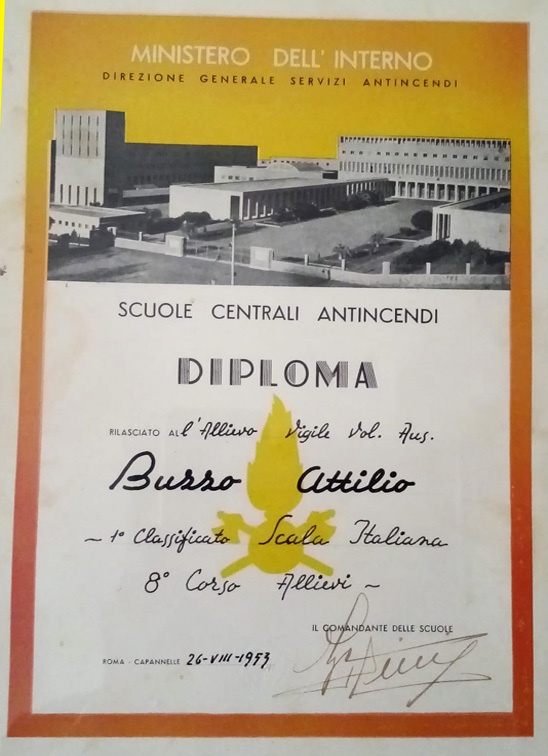 MINISTERO DELL'INTERNO
DIREZIONE GENERALE SERVIZI ANTINCENDI
SCUOLE CENTRALI ANTINCENDI
DIPLOMA
RILASCIATO AL l'Allievo Vigile Vol. Aus.
Buzzo Attilio
~ 1° Classificato Scala Italiana
8° Corso Allievi ~
IL COMANDANTE DELLE SCUOLE
ROMA - CAPANNELLE 26-VIII-1953